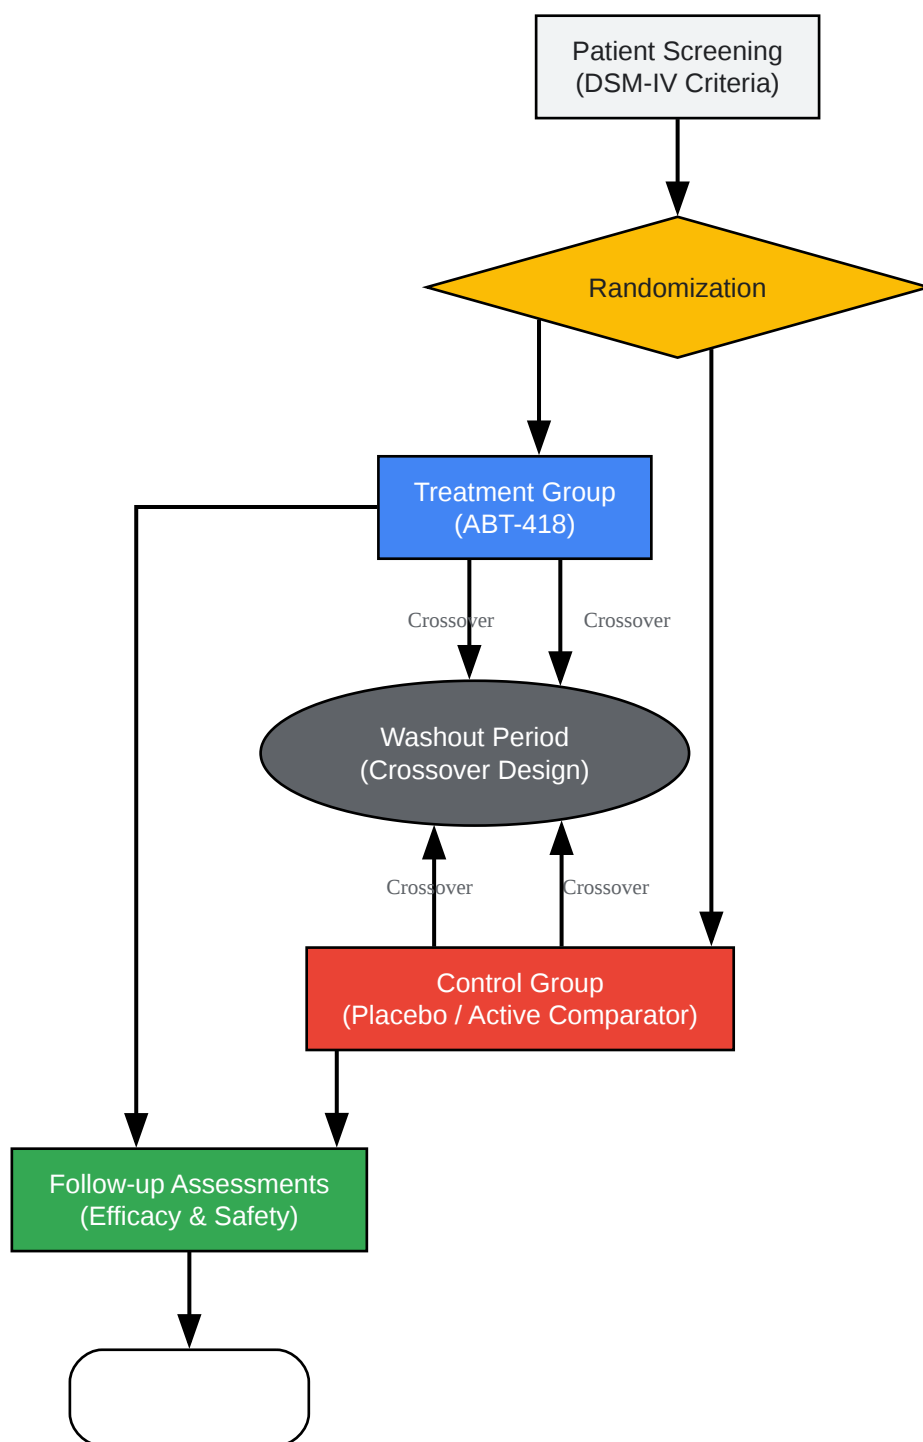 Patient Screening
(DSM-IV Criteria)
Randomization
Treatment Group
(ABT-418)
Crossover
Crossover
Washout Period
(Crossover Design)
Crossover
Crossover
Control Group
(Placebo / Active Comparator)
Follow-up Assessments
(Efficacy & Safety)